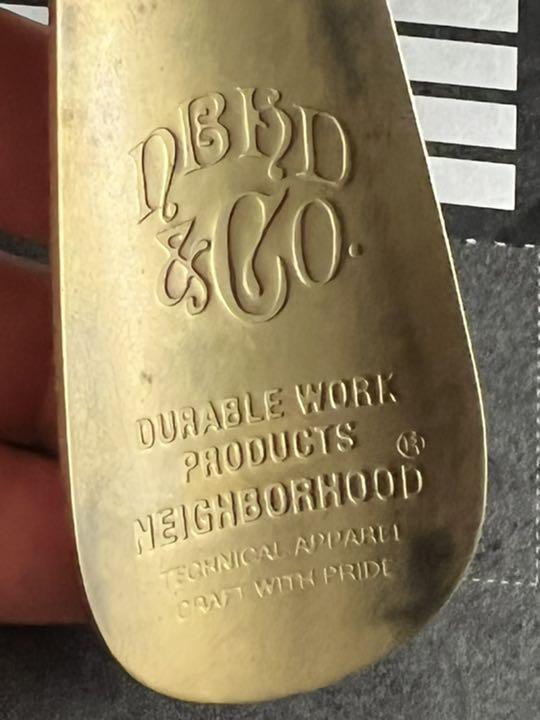 NBHD
& Co.
DURABLE WORK
PRODUCTS
NEIGHBORHOOD ®
TECHNICAL APPAREL
CRAFT WITH PRIDE